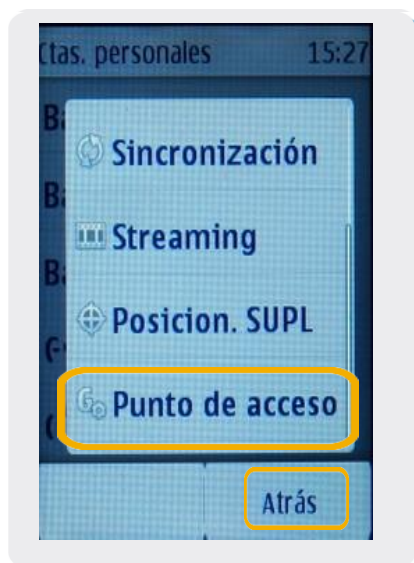 Ctas. personales 15:27
Sincronización
Streaming
Posicion. SUPL
Punto de acceso
Atrás